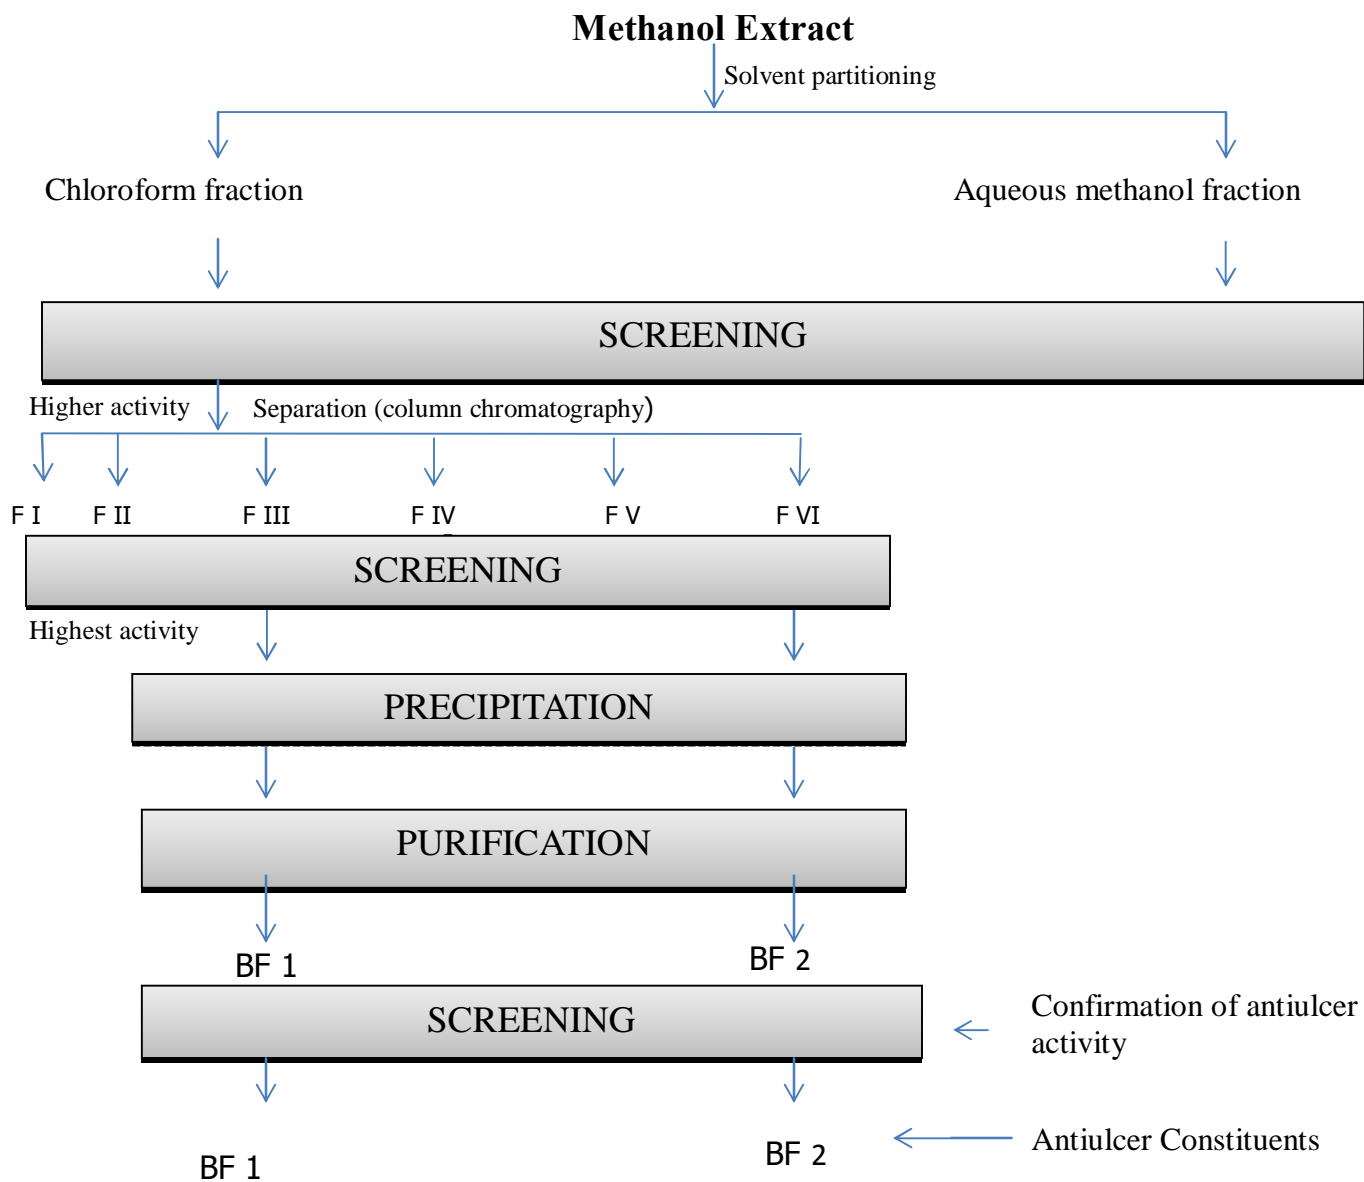 Methanol Extract
Solvent partitioning
Chloroform fraction
Aqueous methanol fraction
SCREENING
Higher activity
Separation (column chromatography)
F I
F II
F III
F IV
F V
F VI
SCREENING
Highest activity
PRECIPITATION
PURIFICATION
BF 1
BF 2
SCREENING
Confirmation of antiulcer
activity
BF 1
BF 2
Antiulcer Constituents